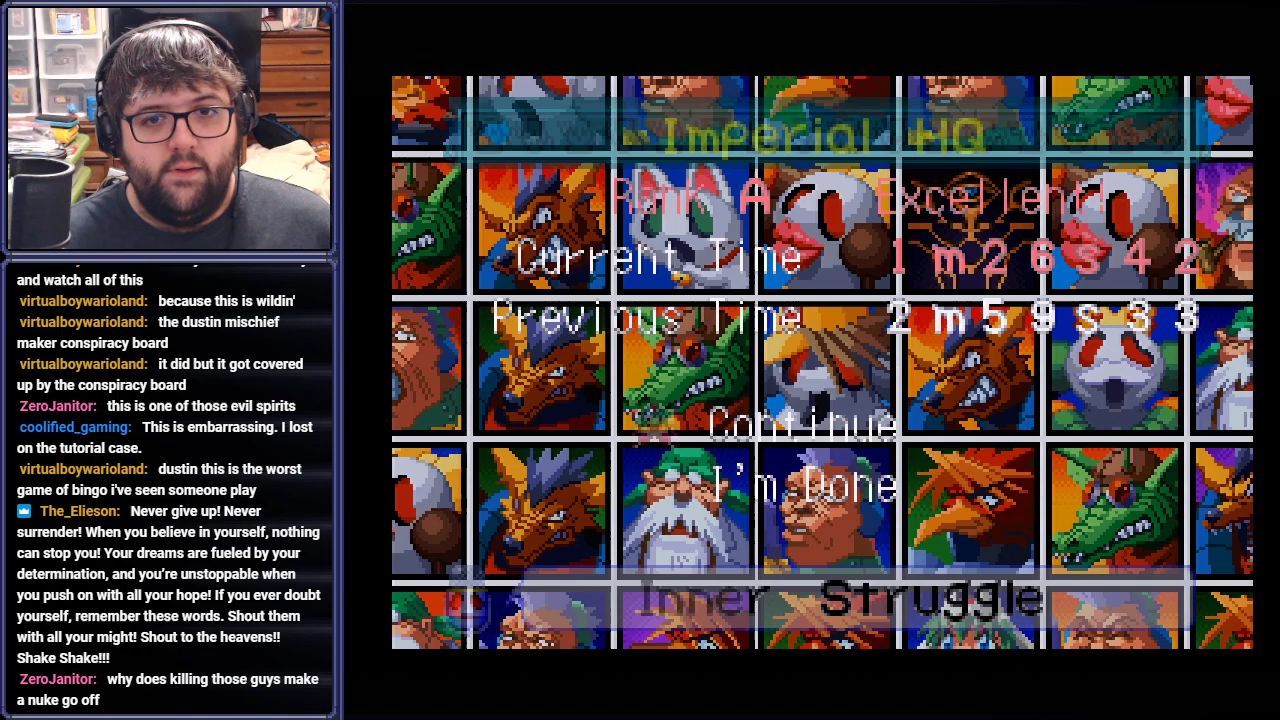 and watch all of this
virtualboywarioland: because this is wildin'
virtualboywarioland: the dustin mischief
maker conspiracy board
virtualboywarioland: it did but it got covered
up by the conspiracy board
ZeroJanitor: this is one of those evil spirits
coolified_gaming: This is embarrassing. I lost
on the tutorial case.
virtualboywarioland: dustin this is the worst
game of bingo i've seen someone play
The_Elieson: Never give up! Never
surrender! When you believe in yourself, nothing
can stop you! Your dreams are fueled by your
determination, and you're unstoppable when
you push on with all your hope! If you ever doubt
yourself, remember these words. Shout them
with all your might! Shout to the heavens!!
Shake Shake!!!
ZeroJanitor: why does killing those guys make
a nuke go off
Imperial HQ
Rank A Excellent!
Current Time 1m26s42
Previous Time 2m59s33
Continue
I'm Done
Inner Struggle